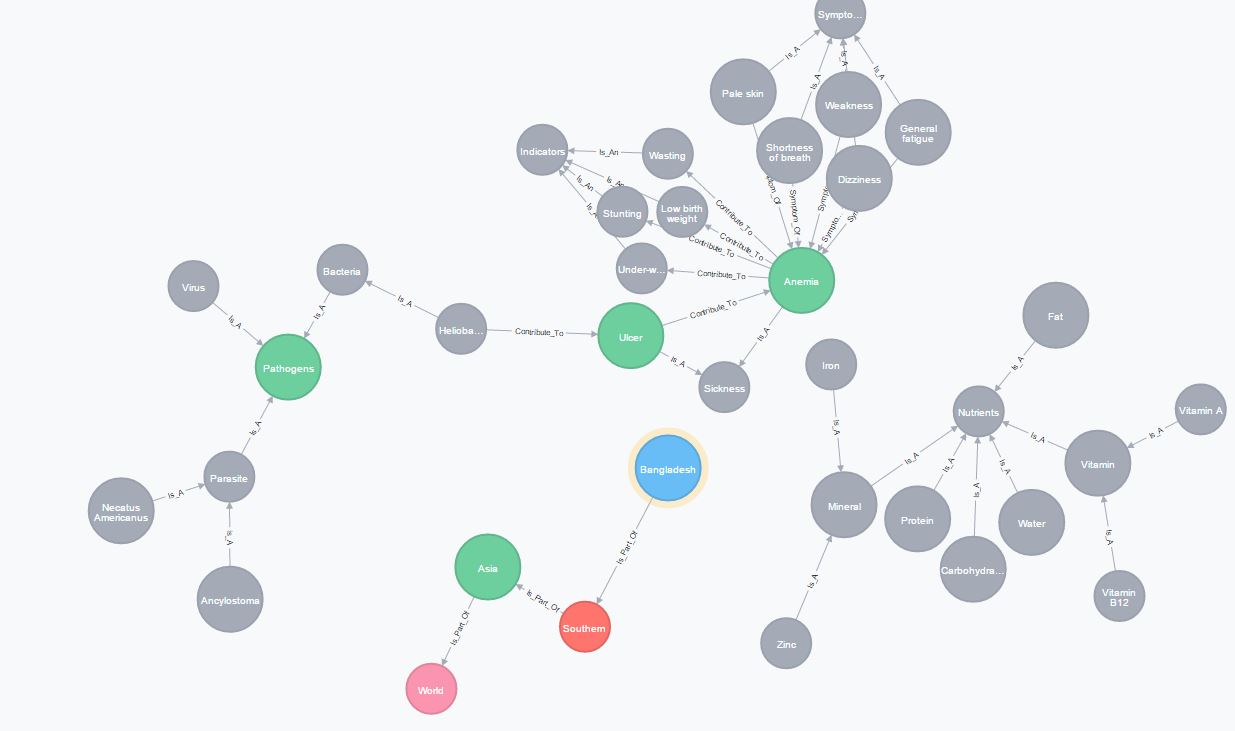 Sympto...
Is_A
Is_A
Is_A
Is_A
Pale skin
Weakness
General
fatigue
Shortness
of breath
Dizziness
Indicators
Is_An
Wasting
Is_An
Is_An
Stunting
Low birth
weight
Symptom_Of
Sympto...
Contribute_To
Contribute_To
Contribute_To
Under-w...
Contribute_To
Anemia
Virus
Is_A
Bacteria
Is_A
Is_A
Helioba...
Contribute_To
Ulcer
Contribute_To
Is_A
Is_A
Sickness
Pathogens
Is_A
Parasite
Is_A
Necatus
Americanus
Is_A
Ancylostoma
Bangladesh
Is_Part_Of
Asia
Is_Part_Of
Southern
Is_Part_Of
World
Iron
Is_A
Mineral
Is_A
Zinc
Is_A
Fat
Is_A
Nutrients
Is_A
Protein
Is_A
Carbohydra...
Is_A
Water
Is_A
Vitamin
Is_A
Vitamin A
Is_A
Vitamin
B12